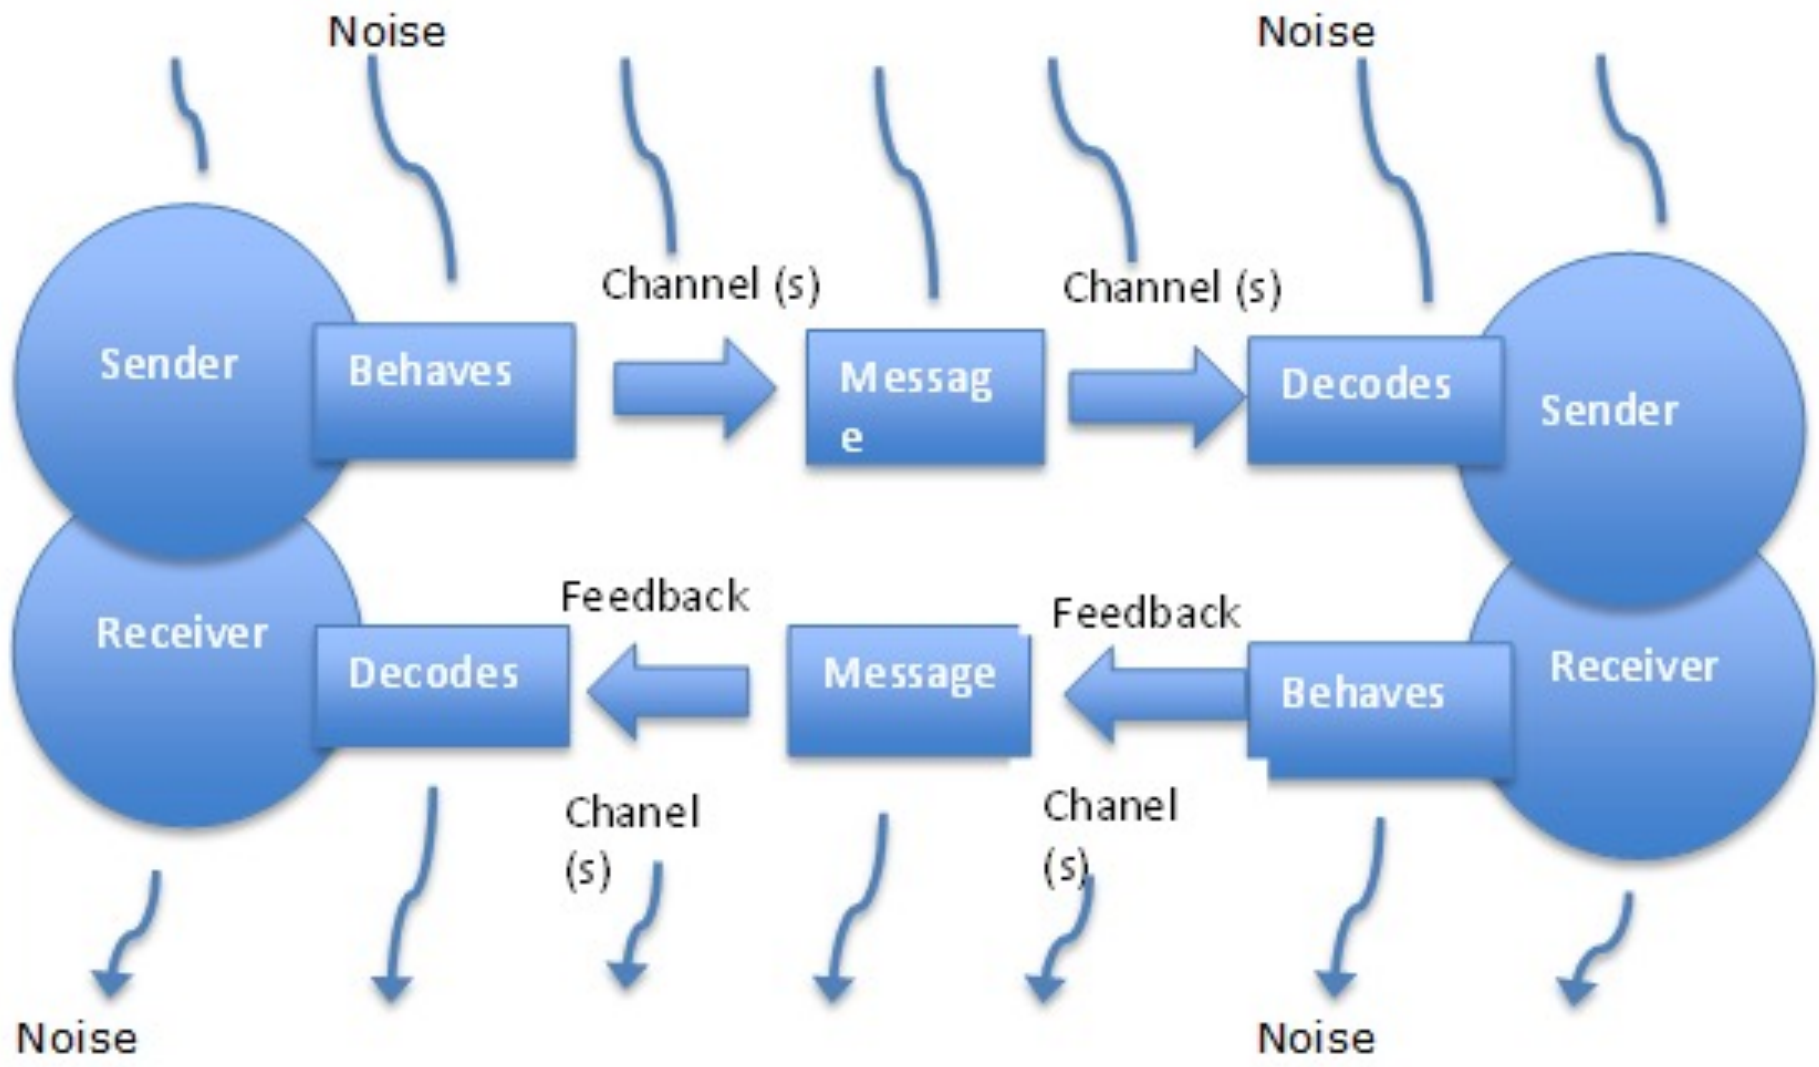 Noise
Noise
Channel (s)
Channel (s)
Sender
Behaves
Messag
e
Decodes
Sender
Feedback
Feedback
Receiver
Decodes
Message
Behaves
Receiver
Chanel
(s)
Chanel
(s)
Noise
Noise